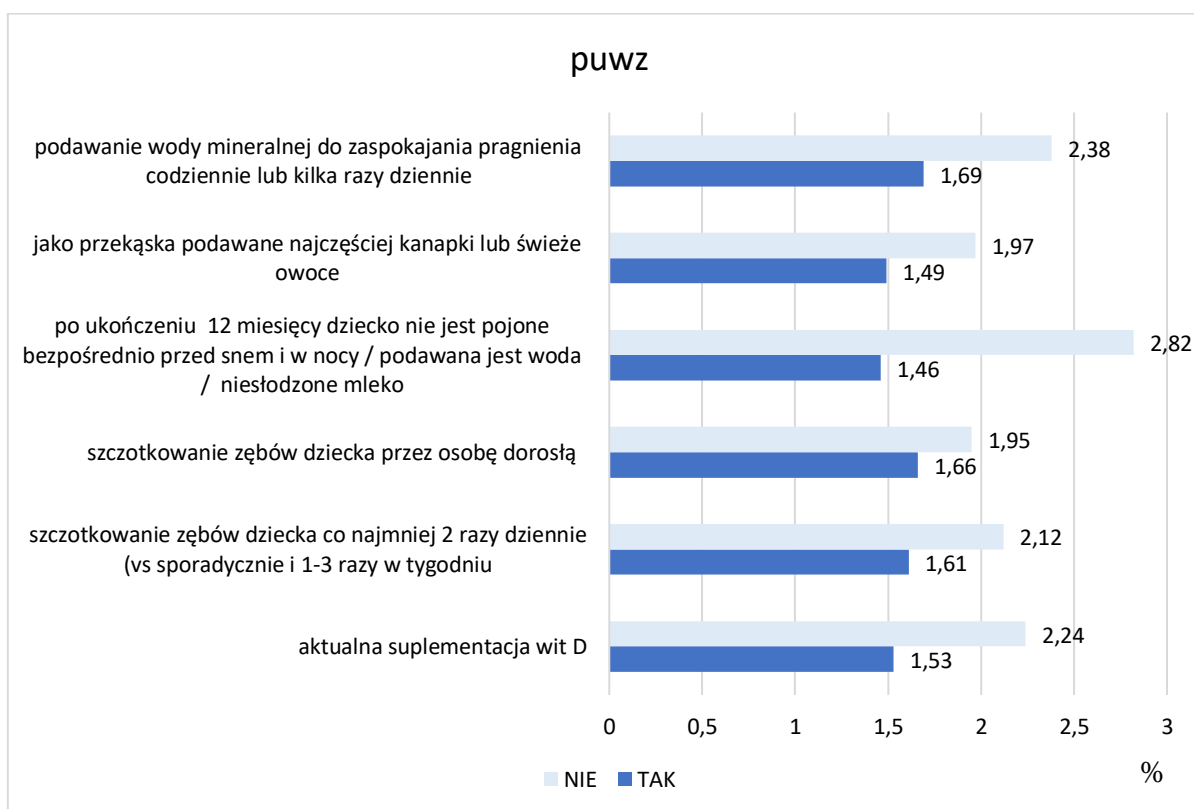 puwz
podawanie wody mineralnej do zaspokajania pragnienia
codziennie lub kilka razy dziennie
2,38
1,69
jako przekąska podawane najczęściej kanapki lub świeże
owoce
1,97
1,49
po ukończeniu 12 miesięcy dziecko nie jest pojone
bezpośrednio przed snem i w nocy / podawana jest woda
/ niesłodzone mleko
2,82
1,46
szczotkowanie zębów dziecka przez osobę dorosłą
1,95
1,66
szczotkowanie zębów dziecka co najmniej 2 razy dziennie
(vs sporadycznie i 1-3 razy w tygodniu
2,12
1,61
aktualna suplementacja wit D
2,24
1,53
0 0,5 1 1,5 2 2,5 3
%
NIE TAK